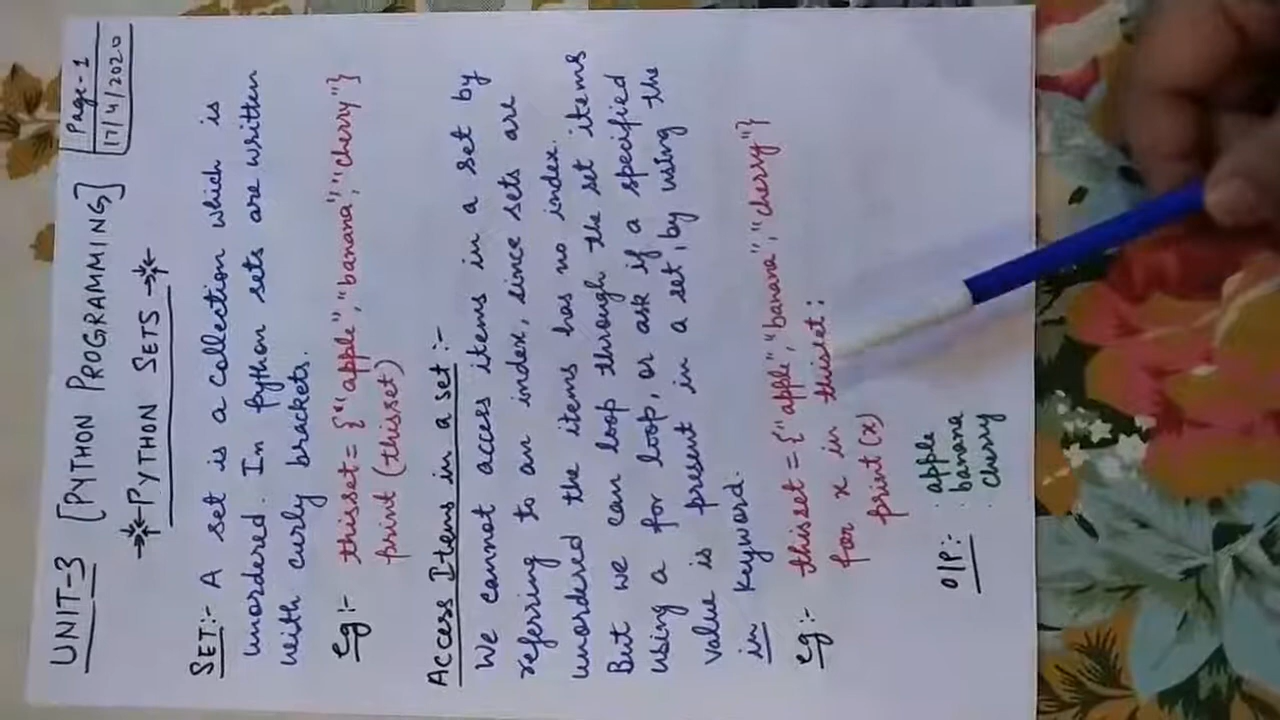 UNIT-3 [PYTHON PROGRAMMING]
Page-1
17/4/2020
PYTHON SETS
SET:- A set is a collection which is
unordered. In Python sets are written
with curly brackets.
eg:- thisset = {"apple","banana","cherry"}
print (thisset)
Access Items in a set:-
We cannot access items in a set by
referring to an index, since sets are
unordered the items has no index.
But we can loop through the set items
using a for loop, or ask if a specified
value is present in a set, by using the
in keyword.
eg:- thisset = {"apple","banana","cherry"}
for x in thisset:
print(x)
O/P:- apple
banana
cherry